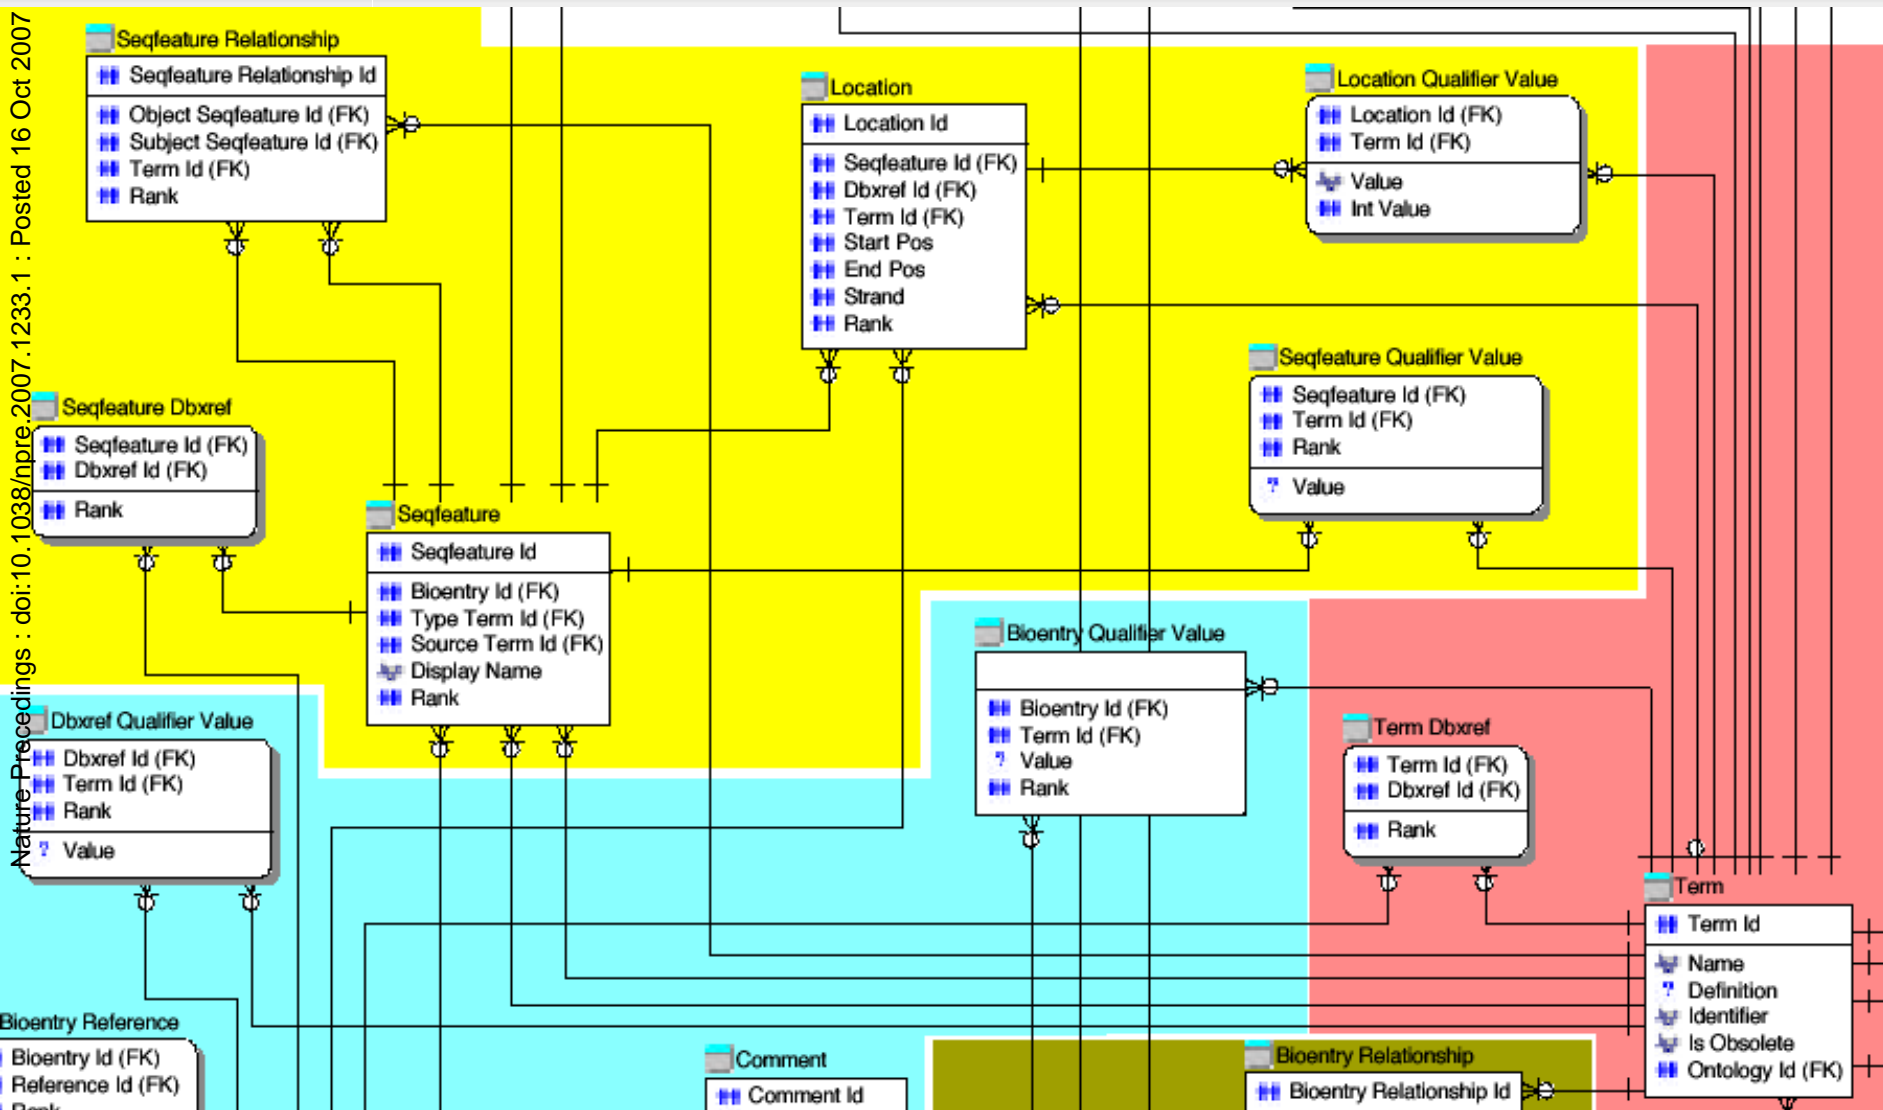 Nature Precedings : doi:10.1038/npre.2007.1233.1 : Posted 16 Oct 2007
Seqfeature Relationship
Seqfeature Relationship Id
Object Seqfeature Id (FK)
Subject Seqfeature Id (FK)
Term Id (FK)
Rank
Location
Location Id
Seqfeature Id (FK)
Dbxref Id (FK)
Term Id (FK)
Start Pos
End Pos
Strand
Rank
Location Qualifier Value
Location Id (FK)
Term Id (FK)
Value
Int Value
Seqfeature Qualifier Value
Seqfeature Id (FK)
Term Id (FK)
Rank
Value
Seqfeature Dbxref
Seqfeature Id (FK)
Dbxref Id (FK)
Rank
Seqfeature
Seqfeature Id
Bioentry Id (FK)
Type Term Id (FK)
Source Term Id (FK)
Display Name
Rank
Bioentry Qualifier Value
Bioentry Id (FK)
Term Id (FK)
Value
Rank
Dbxref Qualifier Value
Dbxref Id (FK)
Term Id (FK)
Rank
Value
Term Dbxref
Term Id (FK)
Dbxref Id (FK)
Rank
Term
Term Id
Name
Definition
Identifier
Is Obsolete
Ontology Id (FK)
Bioentry Reference
Bioentry Id (FK)
Reference Id (FK)
Rank
Comment
Comment Id
Bioentry Relationship
Bioentry Relationship Id